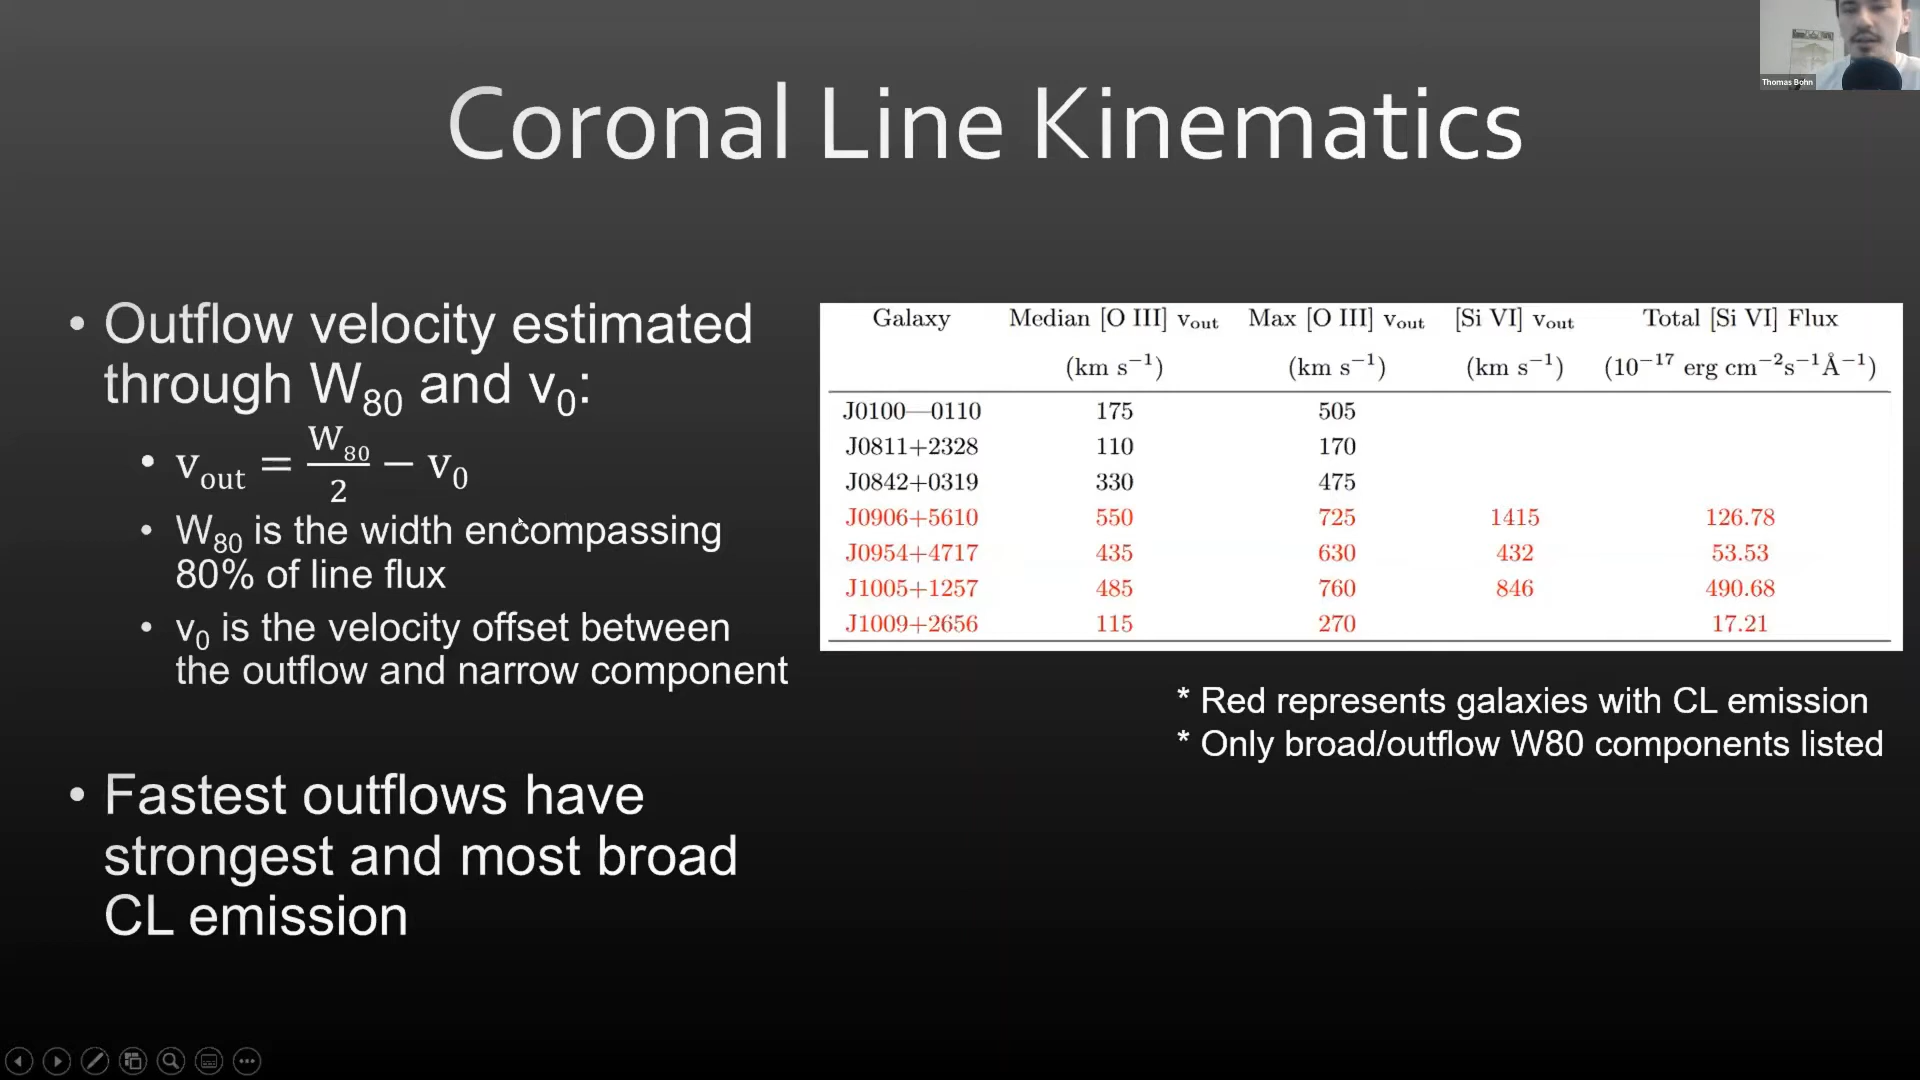 Thomas Bohn
Coronal Line Kinematics
• Outflow velocity estimated
through W₈₀ and v₀:
• v_out = W₈₀/2 − v₀
• W₈₀ is the width encompassing
80% of line flux
• v₀ is the velocity offset between
the outflow and narrow component
• Fastest outflows have
strongest and most broad
CL emission
Galaxy Median [O III] v_out Max [O III] v_out [Si VI] v_out Total [Si VI] Flux
(km s⁻¹) (km s⁻¹) (km s⁻¹) (10⁻¹⁷ erg cm⁻²s⁻¹Å⁻¹)
J0100—0110 175 505
J0811+2328 110 170
J0842+0319 330 475
J0906+5610 550 725 1415 126.78
J0954+4717 435 630 432 53.53
J1005+1257 485 760 846 490.68
J1009+2656 115 270 17.21
* Red represents galaxies with CL emission
* Only broad/outflow W80 components listed